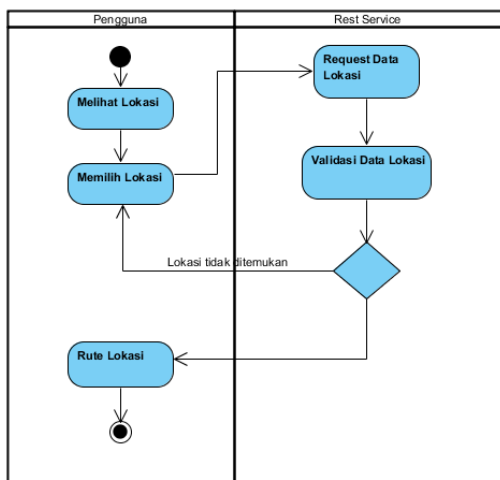 Pengguna
Rest Service
Melihat Lokasi
Request Data
Lokasi
Memilih Lokasi
Validasi Data Lokasi
Lokasi tidak ditemukan
Rute Lokasi